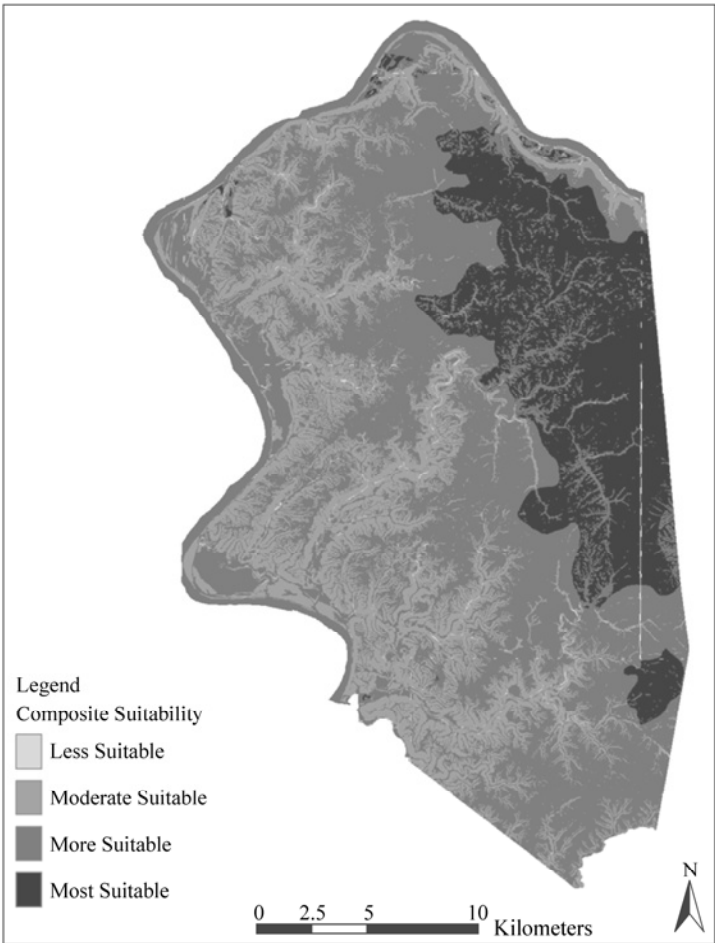 Legend
Composite Suitability
Less Suitable
Moderate Suitable
More Suitable
Most Suitable
N
0 2.5 5 10
Kilometers